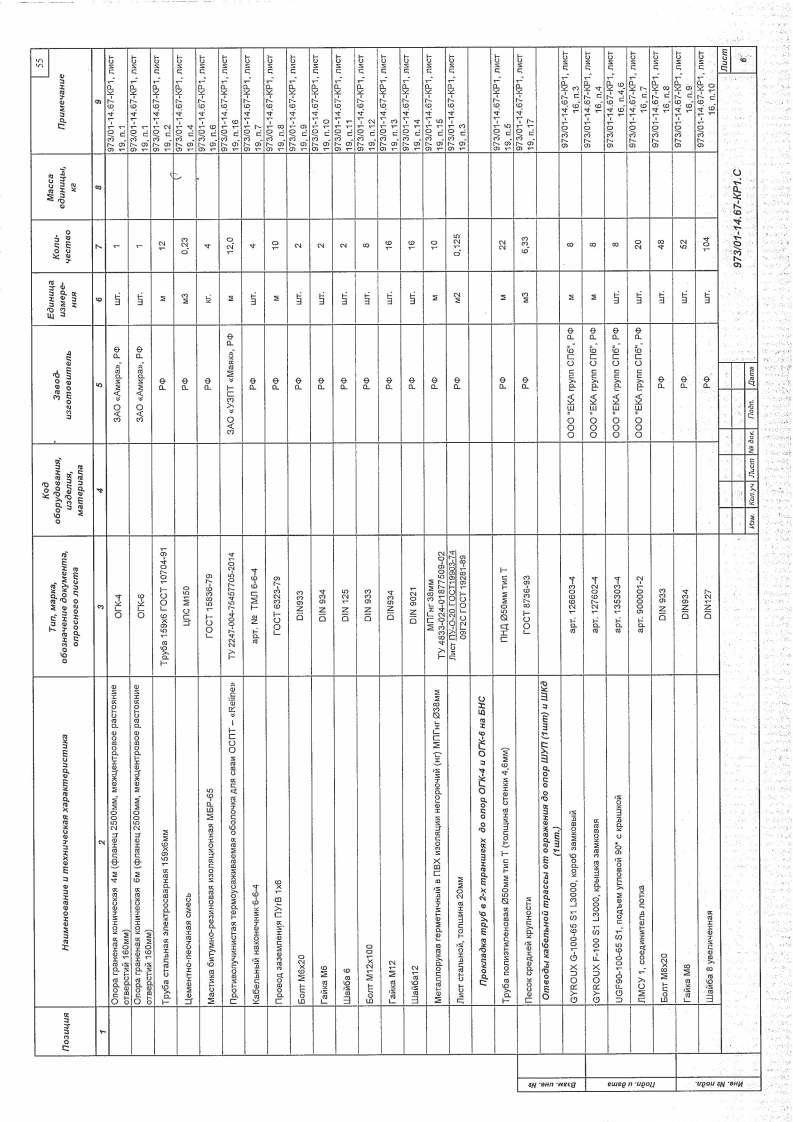 55
Позиция
Наименование и техническая характеристика
Тип, марка,
обозначение документа,
опросного листа
Код
оборудования,
изделия,
материала
Завод-
изготовитель
Единица
измере-
ния
Коли-
чество
Масса
единицы,
кг
Примечание
1 2 3 4 5 6 7 8 9
Опора граненая коническая 4м (фланец 2500мм, межцентровое растояние ОГК-4 ЗАО «Амира», РФ шт. 1 973/01-14.67-КР1, лист
отверстий 160мм) 19, п.1
Опора граненая коническая 6м (фланец 2500мм, межцентровое растояние ОГК-6 ЗАО «Амира», РФ шт. 1 973/01-14.67-КР1, лист
отверстий 160мм) 19, п.1
Труба стальная электросварная 159х6мм Труба 159х6 ГОСТ 10704-91 РФ м 12 973/01-14.67-КР1, лист
19, п.2
Цементно-песчаная смесь ЦПС М150 РФ м3 0,23 973/01-14.67-КР1, лист
19, п.4
Мастика битумно-резиновая изоляционная МБР-65 ГОСТ 15836-79 РФ кг. 4 973/01-14.67-КР1, лист
19, п.6
Противопучинистая термоусаживаемая оболочка для сваи ОСПТ – «Reline» ТУ 2247-004-75457705-2014 ЗАО «УЗПТ «Маяк», РФ м 12,0 973/01-14.67-КР1, лист
19, п.16
Кабельный наконечник 6-6-4 арт. № ТМЛ 6-6-4 РФ шт. 4 973/01-14.67-КР1, лист
19, п.7
Провод заземления ПУгВ 1х6 ГОСТ 6323-79 РФ м 10 973/01-14.67-КР1, лист
19, п.8
Болт М6х20 DIN933 РФ шт. 2 973/01-14.67-КР1, лист
19, п.9
Гайка М6 DIN 934 РФ шт. 2 973/01-14.67-КР1, лист
19, п.10
Шайба 6 DIN 125 РФ шт. 2 973/01-14.67-КР1, лист
19, п.11
Болт М12х100 DIN 933 РФ шт. 8 973/01-14.67-КР1, лист
19, п.12
Гайка М12 DIN934 РФ шт. 16 973/01-14.67-КР1, лист
19, п.13
Шайба12 DIN 9021 РФ шт. 16 973/01-14.67-КР1, лист
19, п.14
Металлорукав герметичный в ПВХ изоляции негорючий (нг) МПГнг Ø38мм МПГнг 38мм РФ м 10 973/01-14.67-КР1, лист
ТУ 4833-024-01877509-02 19, п.15
Лист стальной, толщина 20мм Лист ПУ-О-20 ГОСТ19903-74 РФ м2 0,125 973/01-14.67-КР1, лист
09Г2С ГОСТ 19281-89 19, п.3
Прокладка труб в 2-х траншеях до опор ОГК-4 и ОГК-6 на БНС
Труба полиэтиленовая Ø50мм тип Т (толщина стенки 4,6мм) ПНД Ø50мм тип Т РФ м 22 973/01-14.67-КР1, лист
19, п.5
Песок средней крупности ГОСТ 8736-93 РФ м3 6,33 973/01-14.67-КР1, лист
19, п.17
Отводы кабельной трассы от огражения до опор ШУП (1шт) и ШКд
(1шт.)
GYROUX G-100-65 S1 L3000, короб замковый арт. 126603-4 ООО "ЕКА групп СПб", РФ м 8 973/01-14.67-КР1, лист
16, п.3
GYROUX F-100 S1 L3000, крышка замковая арт. 127602-4 ООО "ЕКА групп СПб", РФ м 8 973/01-14.67-КР1, лист
16, п.4
UGF90-100-65 S1, подъем угловой 90° с крышкой арт. 135303-4 ООО "ЕКА групп СПб", РФ шт. 8 973/01-14.67-КР1, лист
16, п.4,6
ЛМСУ 1, соединитель лотка арт. 900001-2 ООО "ЕКА групп СПб", РФ шт. 20 973/01-14.67-КР1, лист
16, п.7
Болт М8х20 DIN 933 РФ шт. 48 973/01-14.67-КР1, лист
16, п.8
Гайка М8 DIN934 РФ шт. 52 973/01-14.67-КР1, лист
16, п.9
Шайба 8 увеличенная DIN127 РФ шт. 104 973/01-14.67-КР1, лист
16, п.10
Взам. инв. №
Подп. и дата
Инв. № подл.
Изм. Кол.уч Лист № док. Подп. Дата
973/01-14.67-КР1.С
Лист
6